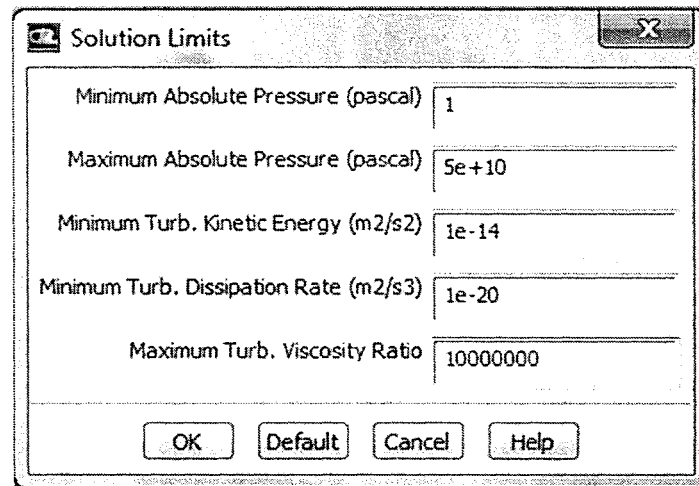 Solution Limits
Minimum Absolute Pressure (pascal) 1
Maximum Absolute Pressure (pascal) 5e+10
Minimum Turb. Kinetic Energy (m2/s2) 1e-14
Minimum Turb. Dissipation Rate (m2/s3) 1e-20
Maximum Turb. Viscosity Ratio 10000000
OK Default Cancel Help